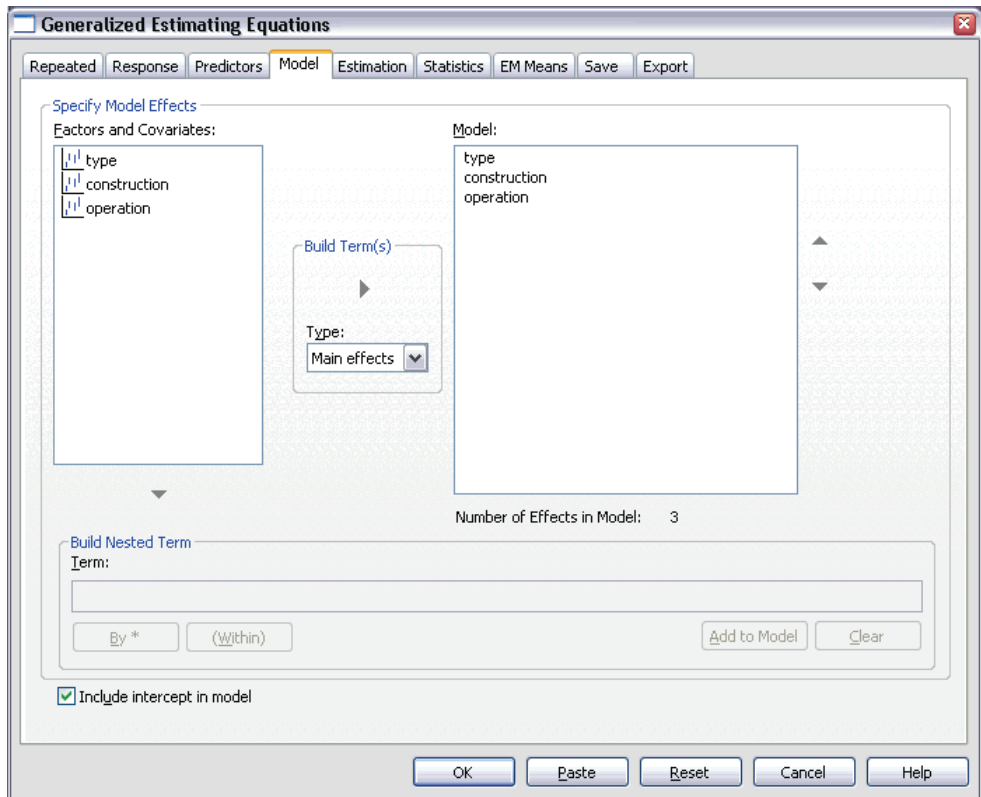 Generalized Estimating Equations
Repeated Response Predictors Model Estimation Statistics EM Means Save Export
Specify Model Effects
Factors and Covariates:
type
construction
operation
Build Term(s)
Type:
Main effects
Model:
type
construction
operation
Number of Effects in Model: 3
Build Nested Term
Term:
By * (Within) Add to Model Clear
Include intercept in model
OK Paste Reset Cancel Help